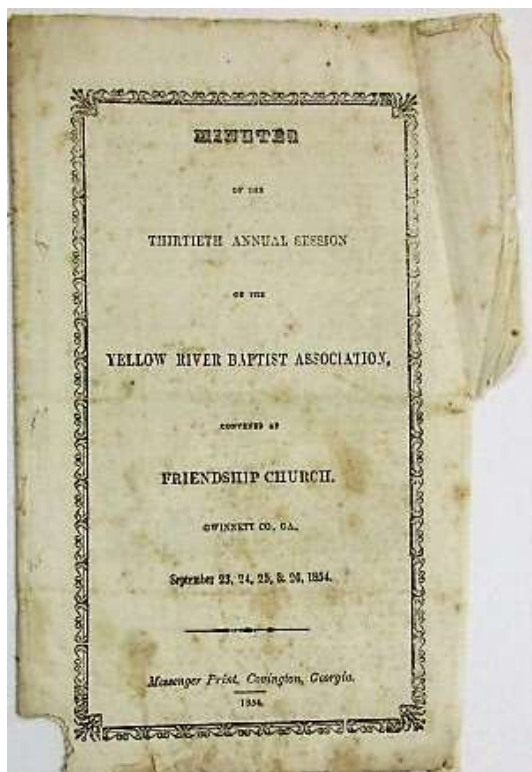 MINUTES
OF THE
THIRTIETH ANNUAL SESSION
OF THE
YELLOW RIVER BAPTIST ASSOCIATION,
CONVENED AT
FRIENDSHIP CHURCH,
GWINNETT CO., GA.,
September 23, 24, 25, & 26, 1854.
Messenger Print, Covington, Georgia.
1854.